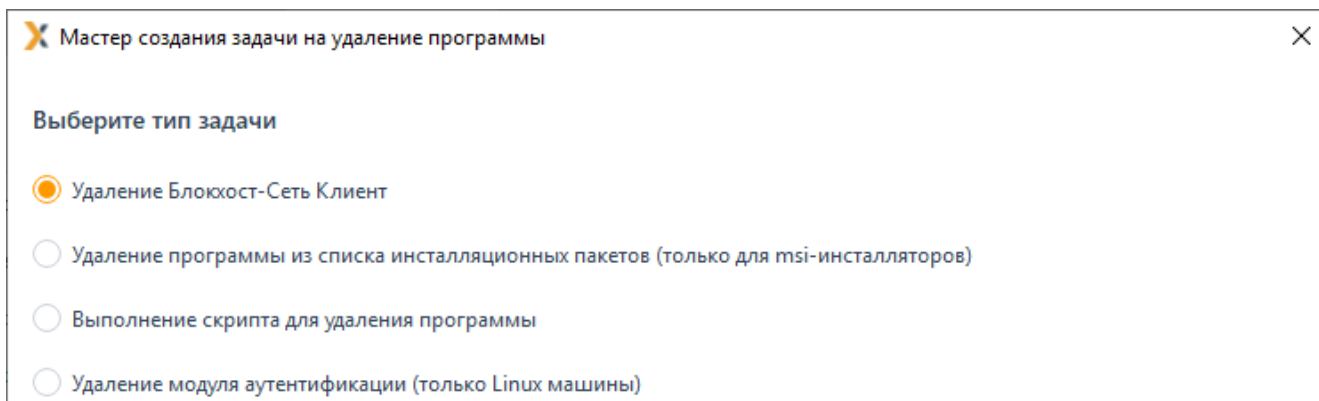 Мастер создания задачи на удаление программы
Выберите тип задачи
Удаление Блокхост-Сеть Клиент
Удаление программы из списка инсталляционных пакетов (только для msi-инсталляторов)
Выполнение скрипта для удаления программы
Удаление модуля аутентификации (только Linux машины)